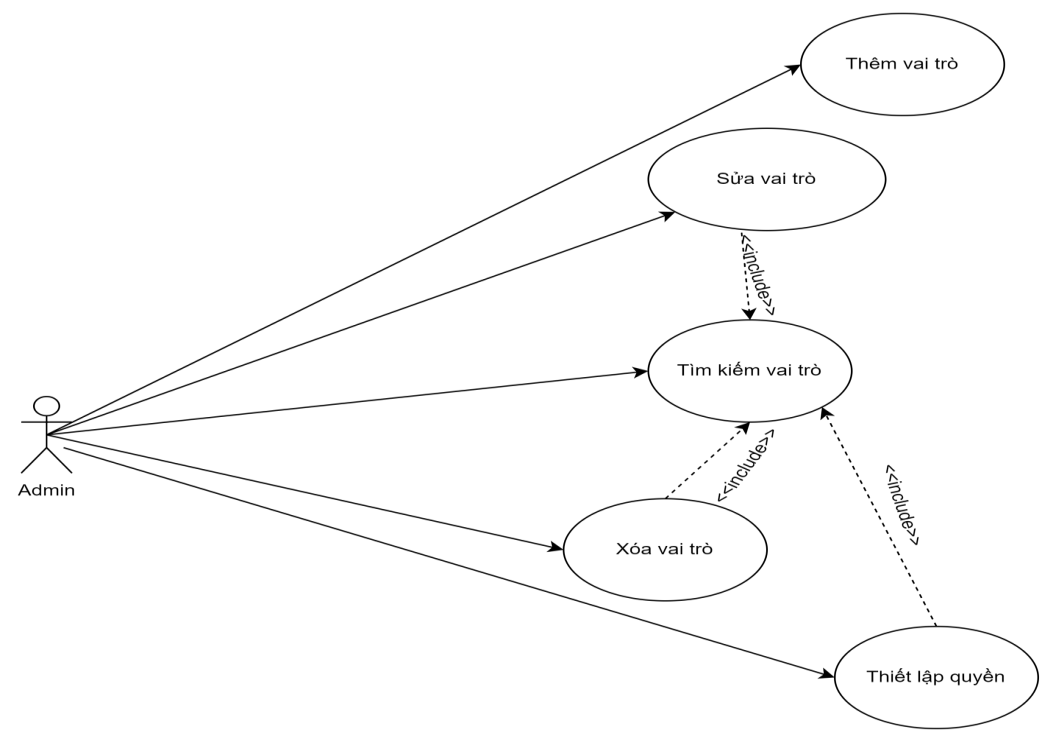 Thêm vai trò
Sửa vai trò
<<include>>
Tìm kiếm vai trò
<<include>>
<<include>>
Admin
Xóa vai trò
Thiết lập quyền